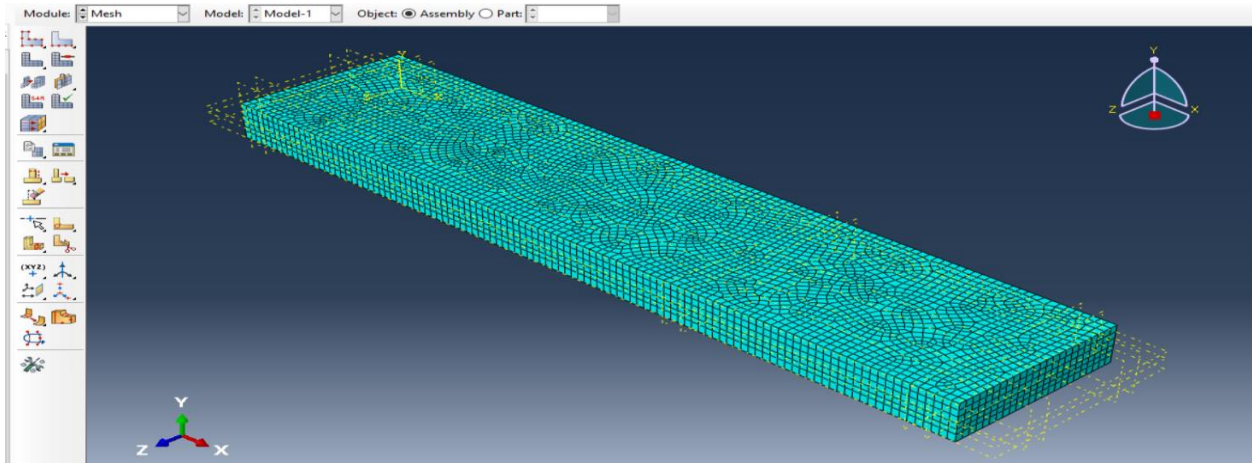 Module: Mesh Model: Model-1 Object: Assembly Part:
(XYZ)
Y
Z X
Y
Z X